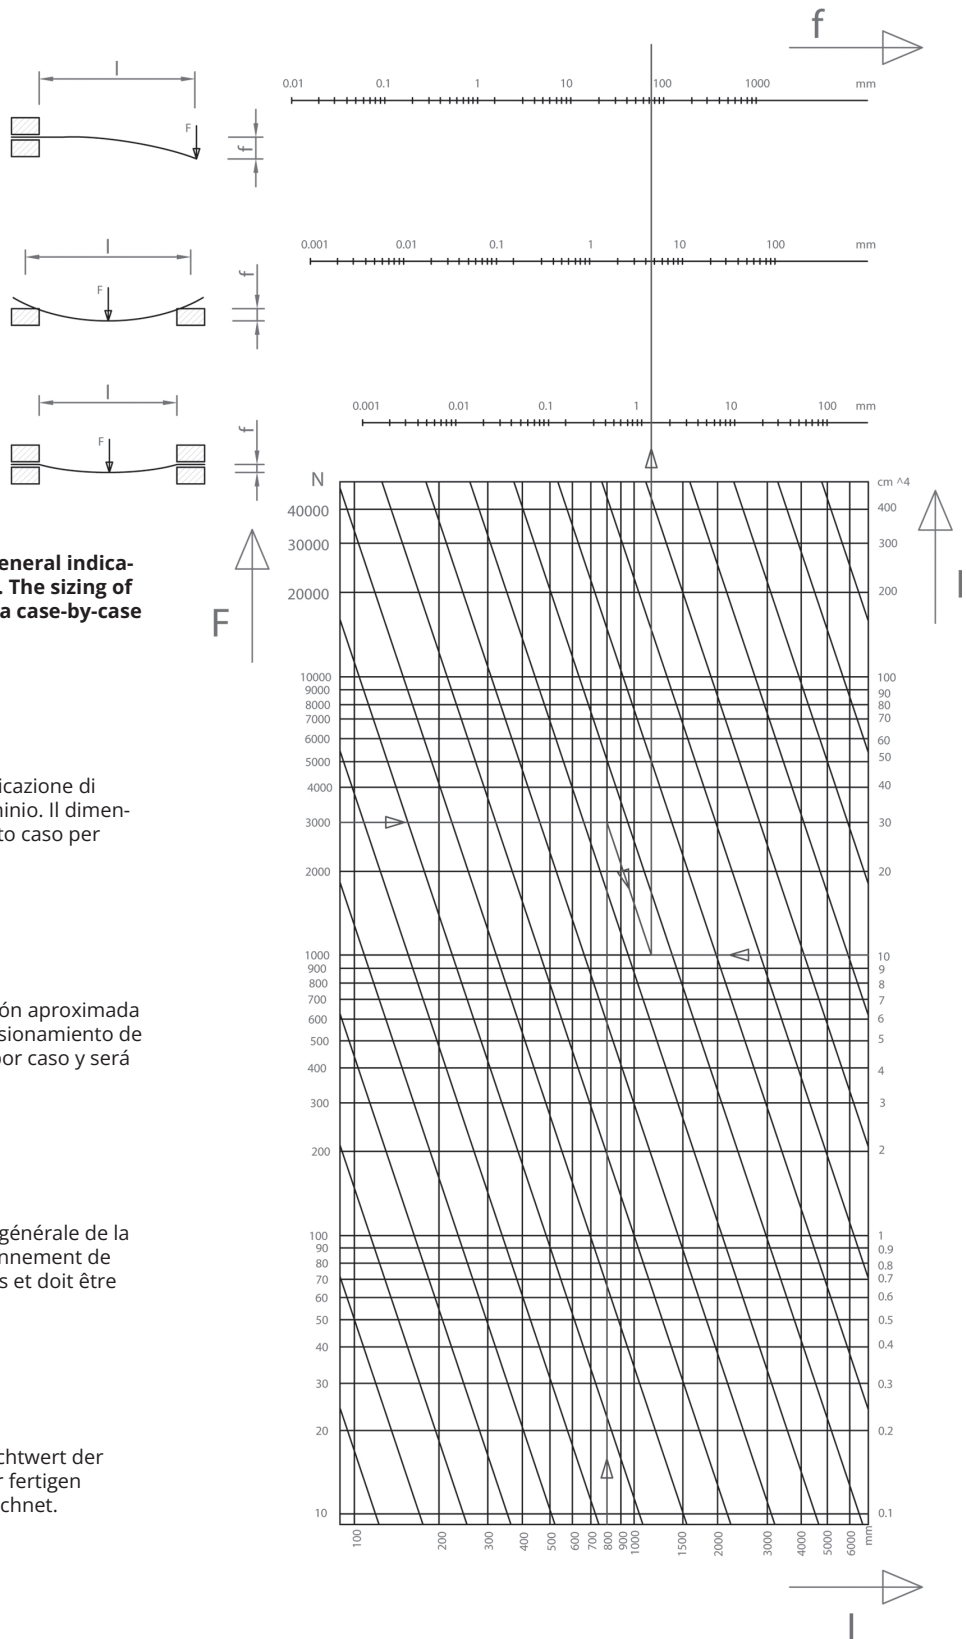 f
0.01 0.1 1 10 100 1000 mm
l
F
f
0.001 0.01 0.1 1 10 100 mm
l
F
f
0.001 0.01 0.1 1 10 100 mm
l
F
f
N
40000
30000
20000
10000
9000
8000
7000
6000
5000
4000
3000
2000
1000
900
800
700
600
500
400
300
200
100
90
80
70
60
50
40
30
20
10
F
cm ^4
400
300
200
100
90
80
70
60
50
40
30
20
10
9
8
7
6
5
4
3
2
1
0.9
0.8
0.7
0.6
0.5
0.4
0.3
0.2
0.1
100 200 300 400 500 600 700 800 900 1000 1500 2000 3000 4000 5000 6000 mm
l
eneral indica-
. The sizing of
a case-by-case
icazione di
ninio. Il dimen-
to caso per
ón aproximada
sionamiento de
por caso y será
générale de la
nnement de
s et doit être
chtwert der
r fertigen
chnet.